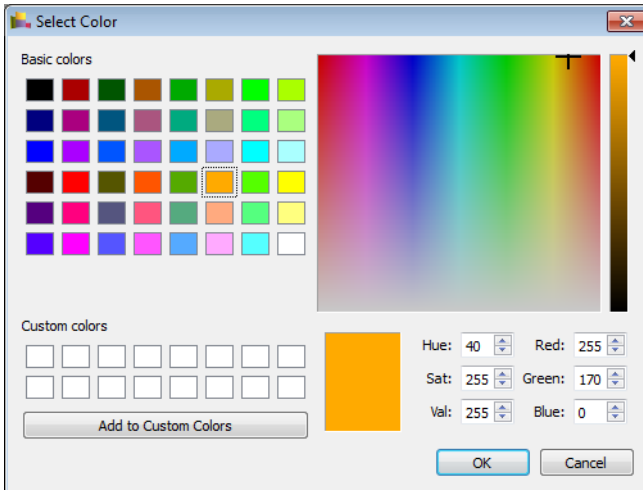 Select Color
Basic colors
Custom colors
Add to Custom Colors
Hue: 40 Red: 255
Sat: 255 Green: 170
Val: 255 Blue: 0
OK Cancel